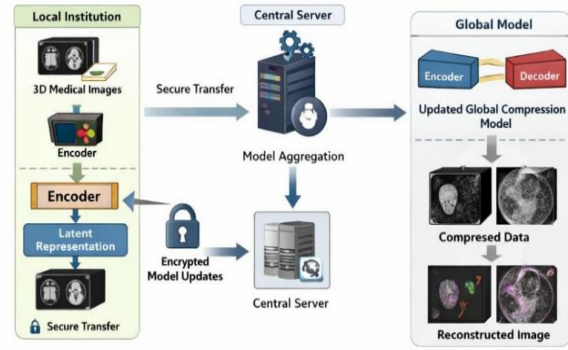 Local Institution
3D Medical Images
Encoder
Encoder
Latent
Representation
Secure Transfer
Secure Transfer
Encrypted
Model Updates
Central Server
Model Aggregation
Central Server
Global Model
Encoder
Decoder
Updated Global Compression
Model
Compresed Data
Reconstructed Image